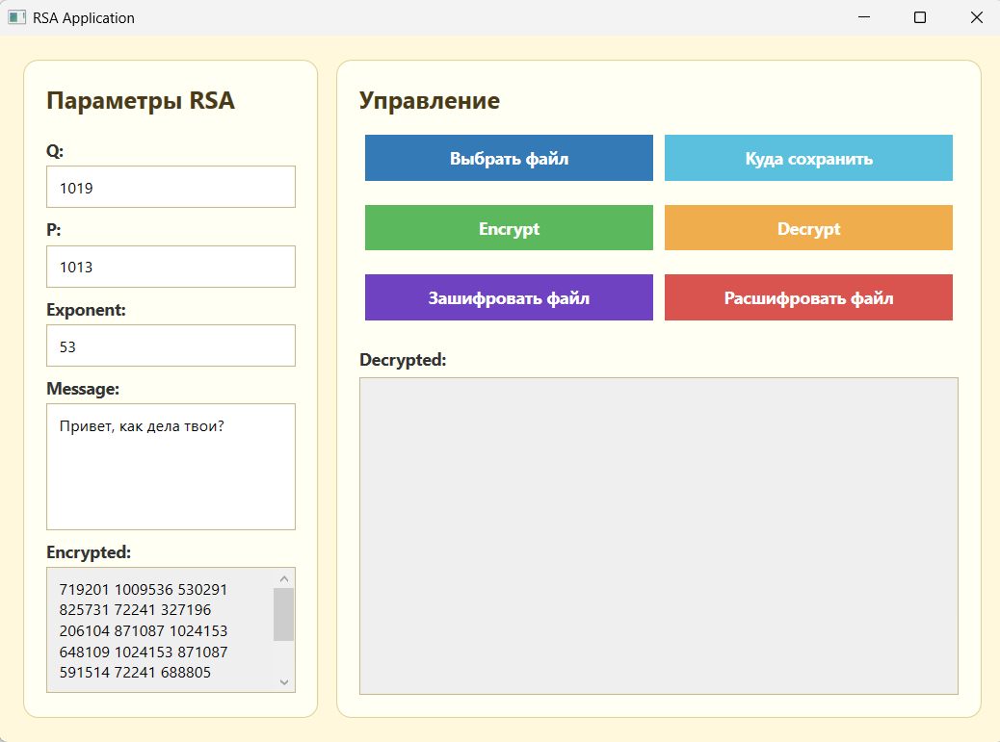 RSA Application
Параметры RSA
Q:
1019
P:
1013
Exponent:
53
Message:
Привет, как дела твои?
Encrypted:
719201 1009536 530291
825731 72241 327196
206104 871087 1024153
648109 1024153 871087
591514 72241 688805
Управление
Выбрать файл
Куда сохранить
Encrypt
Decrypt
Зашифровать файл
Расшифровать файл
Decrypted: